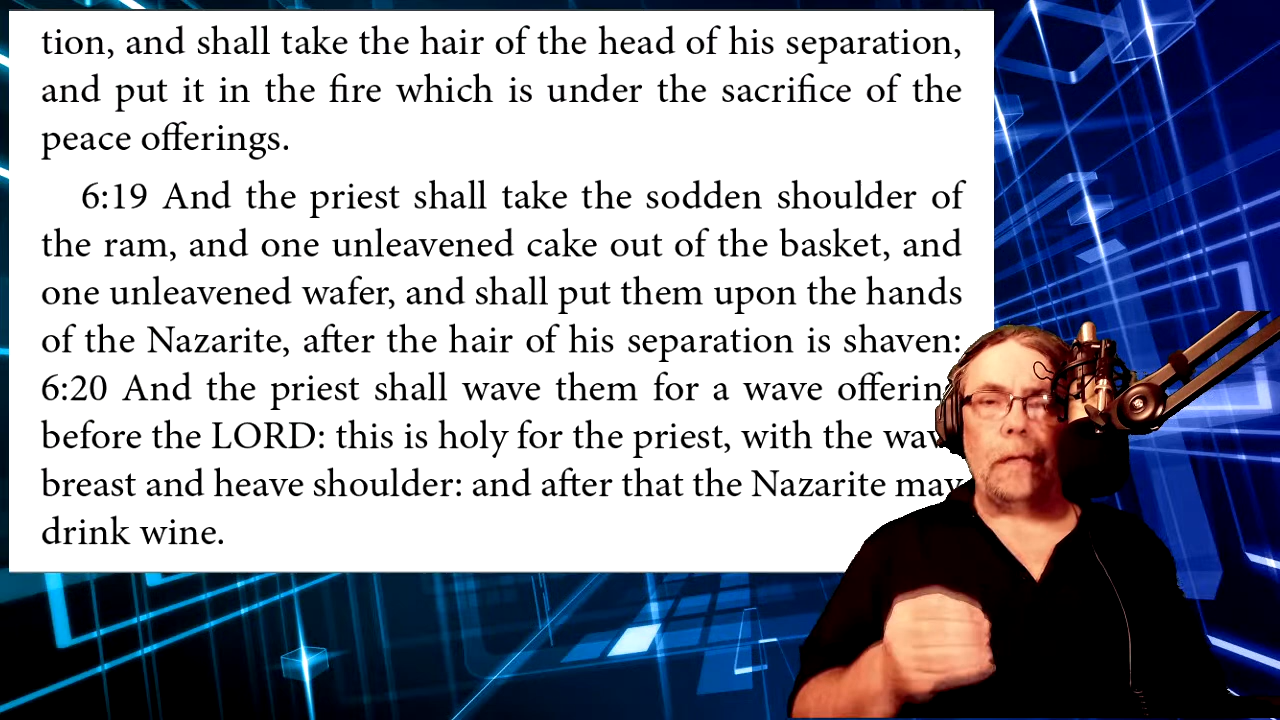 tion, and shall take the hair of the head of his separation,
and put it in the fire which is under the sacrifice of the
peace offerings.
6:19 And the priest shall take the sodden shoulder of
the ram, and one unleavened cake out of the basket, and
one unleavened wafer, and shall put them upon the hands
of the Nazarite, after the hair of his separation is shaven:
6:20 And the priest shall wave them for a wave offering
before the LORD: this is holy for the priest, with the wave
breast and heave shoulder: and after that the Nazarite may
drink wine.